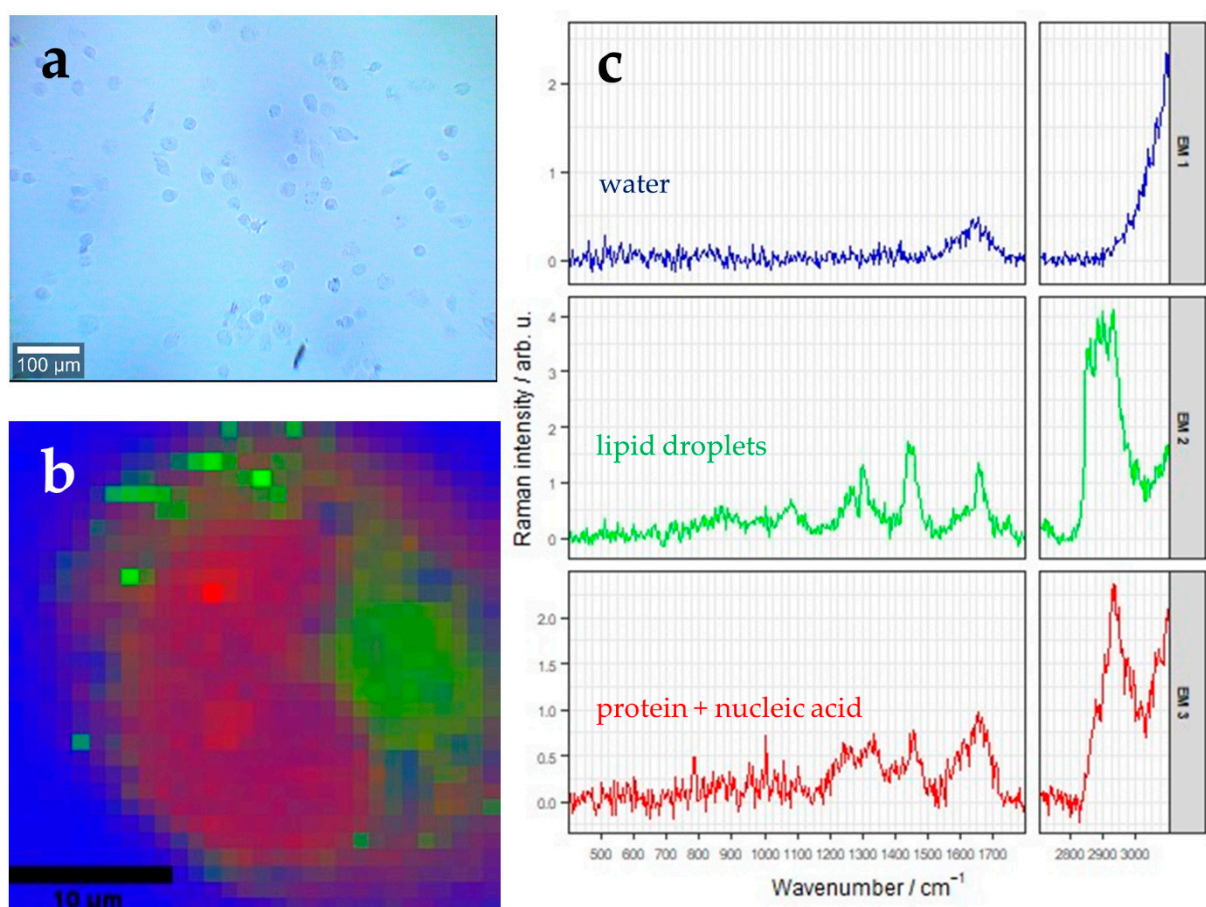 a
100 µm
b
10 µm
c
Raman intensity / arb. u.
2
1
0
water
EM 1
4
3
2
1
0
lipid droplets
EM 2
2.0
1.5
1.0
0.5
0.0
protein + nucleic acid
EM 3
500 600 700 800 900 1000 1100 1200 1300 1400 1500 1600 1700 2800 2900 3000
Wavenumber / cm⁻¹